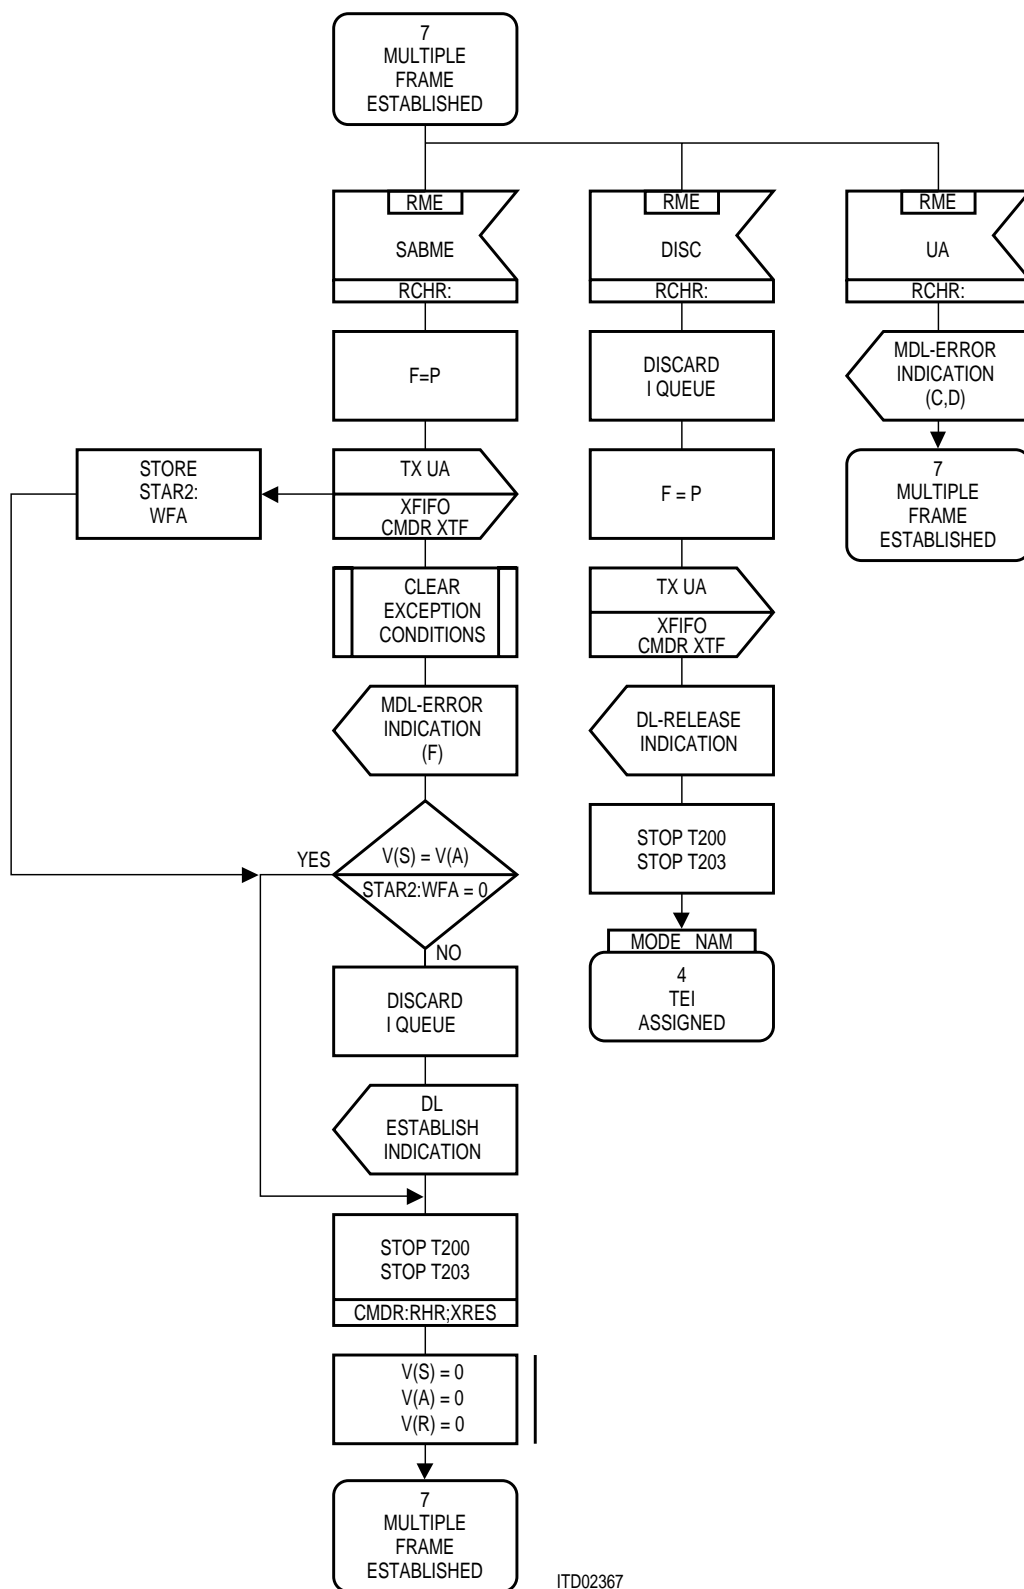 7
MULTIPLE
FRAME
ESTABLISHED
RME
SABME
RCHR:
F=P
TX UA
XFIFO
CMDR XTF
STORE
STAR2:
WFA
CLEAR
EXCEPTION
CONDITIONS
MDL-ERROR
INDICATION
(F)
YES
V(S) = V(A)
STAR2:WFA = 0
NO
DISCARD
I QUEUE
DL
ESTABLISH
INDICATION
STOP T200
STOP T203
CMDR:RHR;XRES
V(S) = 0
V(A) = 0
V(R) = 0
7
MULTIPLE
FRAME
ESTABLISHED
RME
DISC
RCHR:
DISCARD
I QUEUE
F = P
TX UA
XFIFO
CMDR XTF
DL-RELEASE
INDICATION
STOP T200
STOP T203
MODE NAM
4
TEI
ASSIGNED
RME
UA
RCHR:
MDL-ERROR
INDICATION
(C,D)
7
MULTIPLE
FRAME
ESTABLISHED
ITD02367